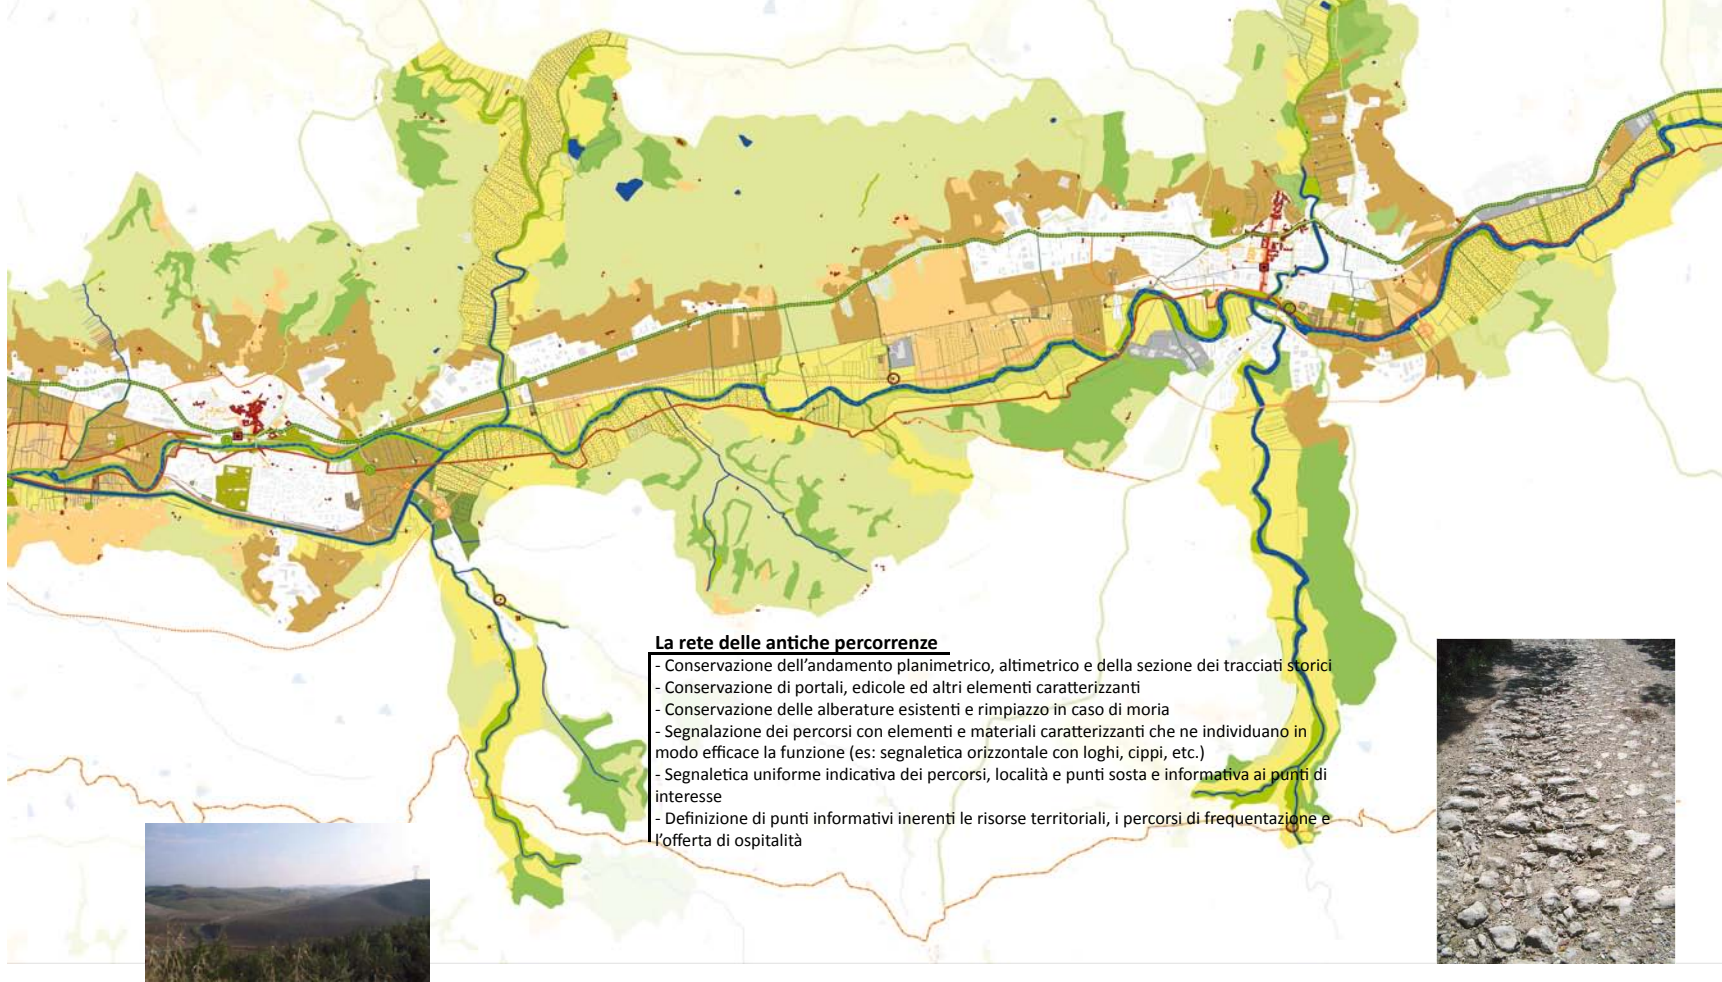 La rete delle antiche percorrenze
- Conservazione dell'andamento planimetrico, altimetrico e della sezione dei tracciati storici
- Conservazione di portali, edicole ed altri elementi caratterizzanti
- Conservazione delle alberature esistenti e rimpiazzo in caso di moria
- Segnalazione dei percorsi con elementi e materiali caratterizzanti che ne individuano in
modo efficace la funzione (es: segnaletica orizzontale con loghi, cippi, etc.)
- Segnaletica uniforme indicativa dei percorsi, località e punti sosta e informativa ai punti di
interesse
- Definizione di punti informativi inerenti le risorse territoriali, i percorsi di frequentazione e
l'offerta di ospitalità